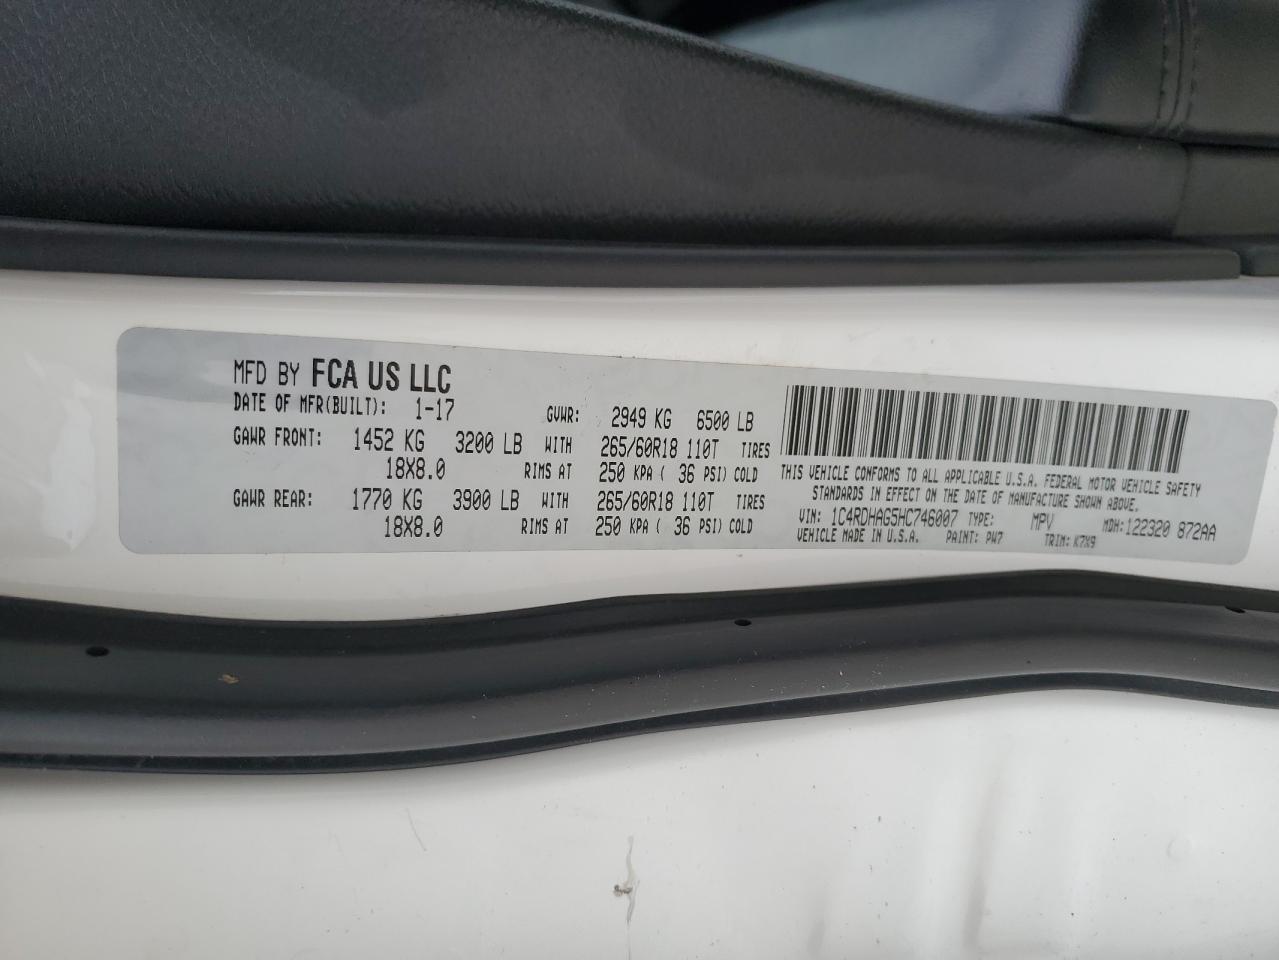 MFD BY FCA US LLC
DATE OF MFR(BUILT): 1-17 GVWR: 2949 KG 6500 LB
GAWR FRONT: 1452 KG 3200 LB WITH 265/60R18 110T TIRES
18X8.0 RIMS AT 250 KPA ( 36 PSI) COLD
GAWR REAR: 1770 KG 3900 LB WITH 265/60R18 110T TIRES
18X8.0 RIMS AT 250 KPA ( 36 PSI) COLD
THIS VEHICLE CONFORMS TO ALL APPLICABLE U.S.A. FEDERAL MOTOR VEHICLE SAFETY
STANDARDS IN EFFECT ON THE DATE OF MANUFACTURE SHOWN ABOVE.
VIN: 1C4RDHAG5HC746007 TYPE: MPV MDH:122320 872AA
VEHICLE MADE IN U.S.A. PAINT: PW7 TRIM: K7X9